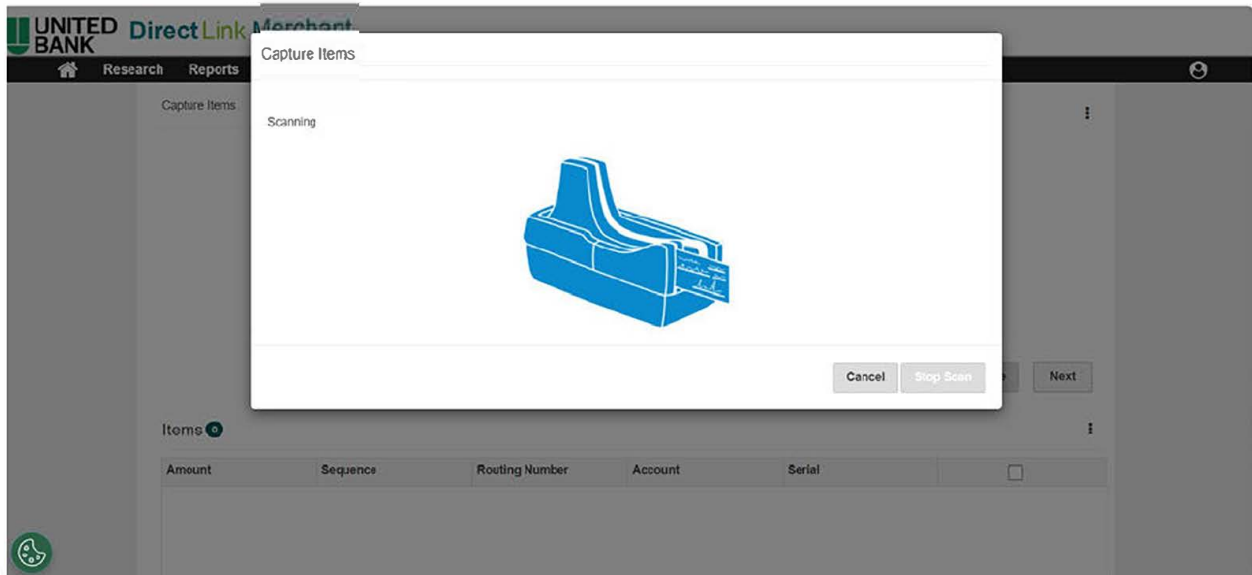 UNITED
BANK
Direct Link Merchant
Research Reports
Capture Items
Capture Items
Scanning
Cancel Stop Scan Next
Items 0
Amount Sequence Routing Number Account Serial